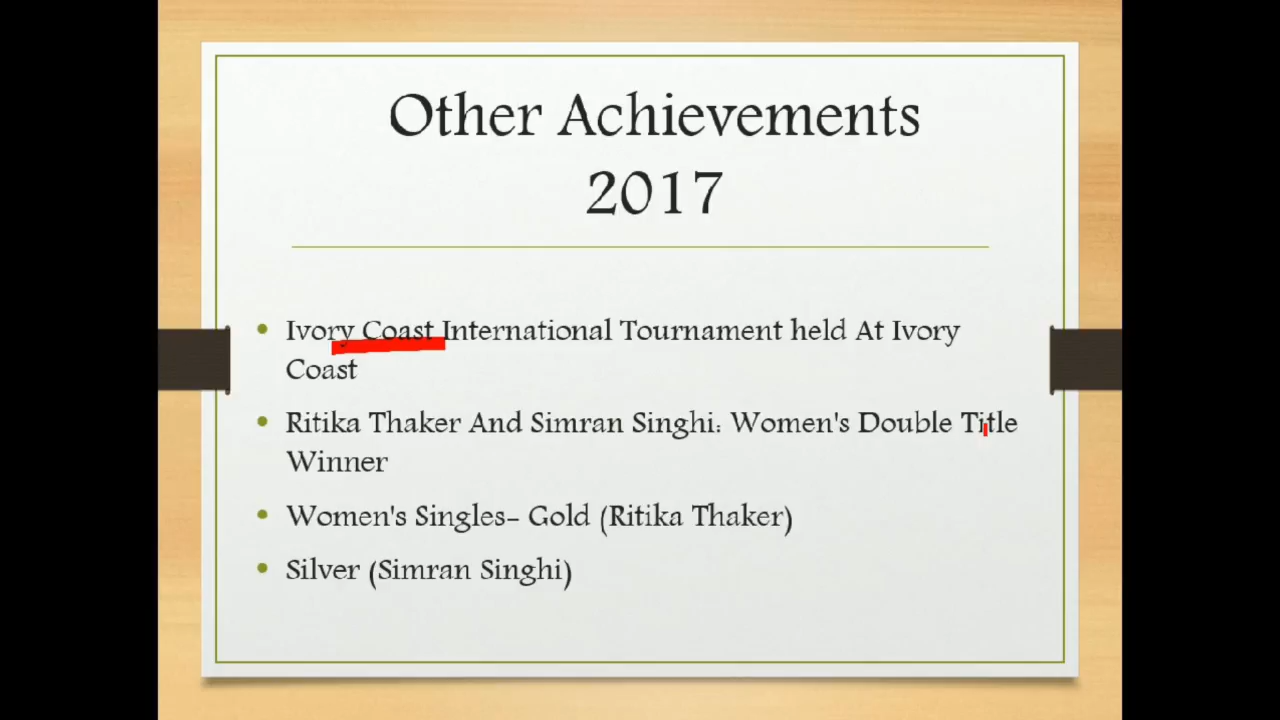 Other Achievements
2017
Ivory Coast International Tournament held At Ivory
Coast
Ritika Thaker And Simran Singhi: Women's Double Title
Winner
Women's Singles- Gold (Ritika Thaker)
Silver (Simran Singhi)